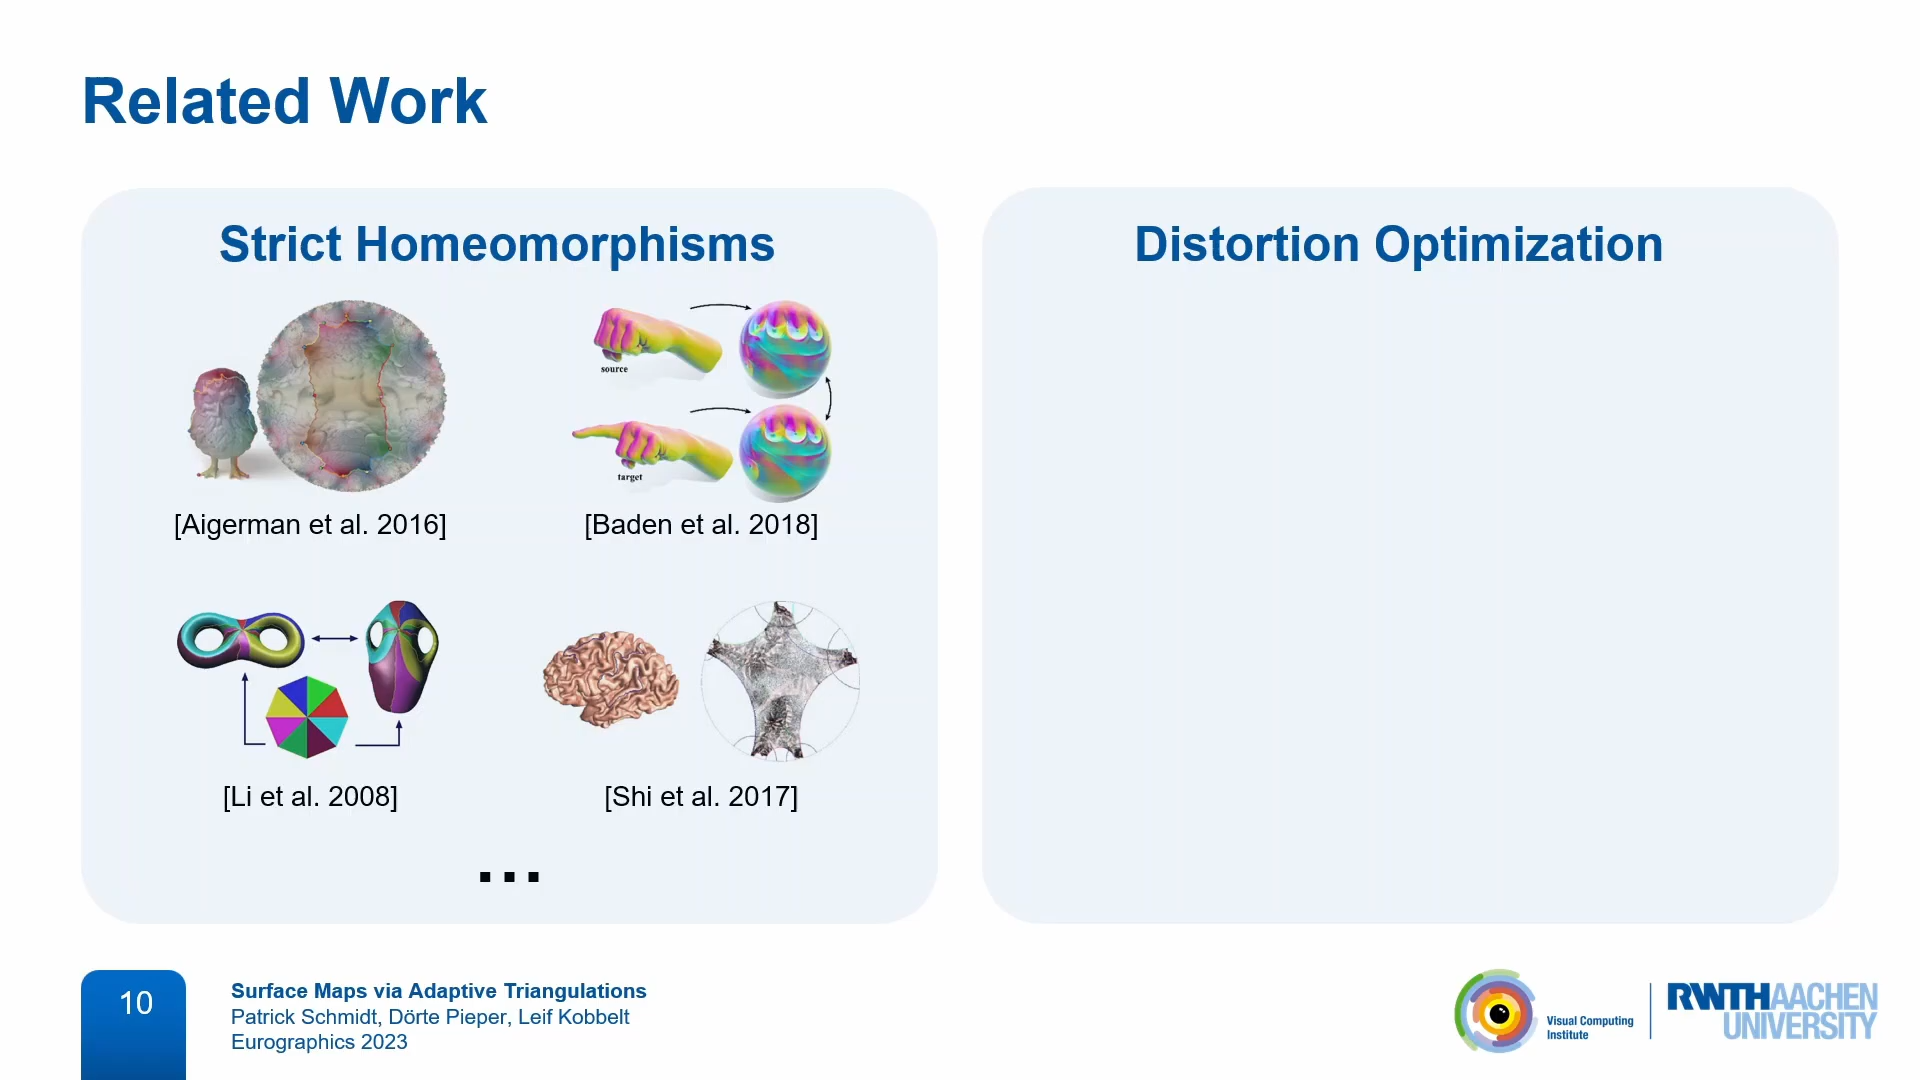 Related Work
Strict Homeomorphisms
source
target
[Aigerman et al. 2016]
[Baden et al. 2018]
[Li et al. 2008]
[Shi et al. 2017]
...
Distortion Optimization
10
Surface Maps via Adaptive Triangulations
Patrick Schmidt, Dörte Pieper, Leif Kobbelt
Eurographics 2023
Visual Computing
Institute
RWTH AACHEN
UNIVERSITY